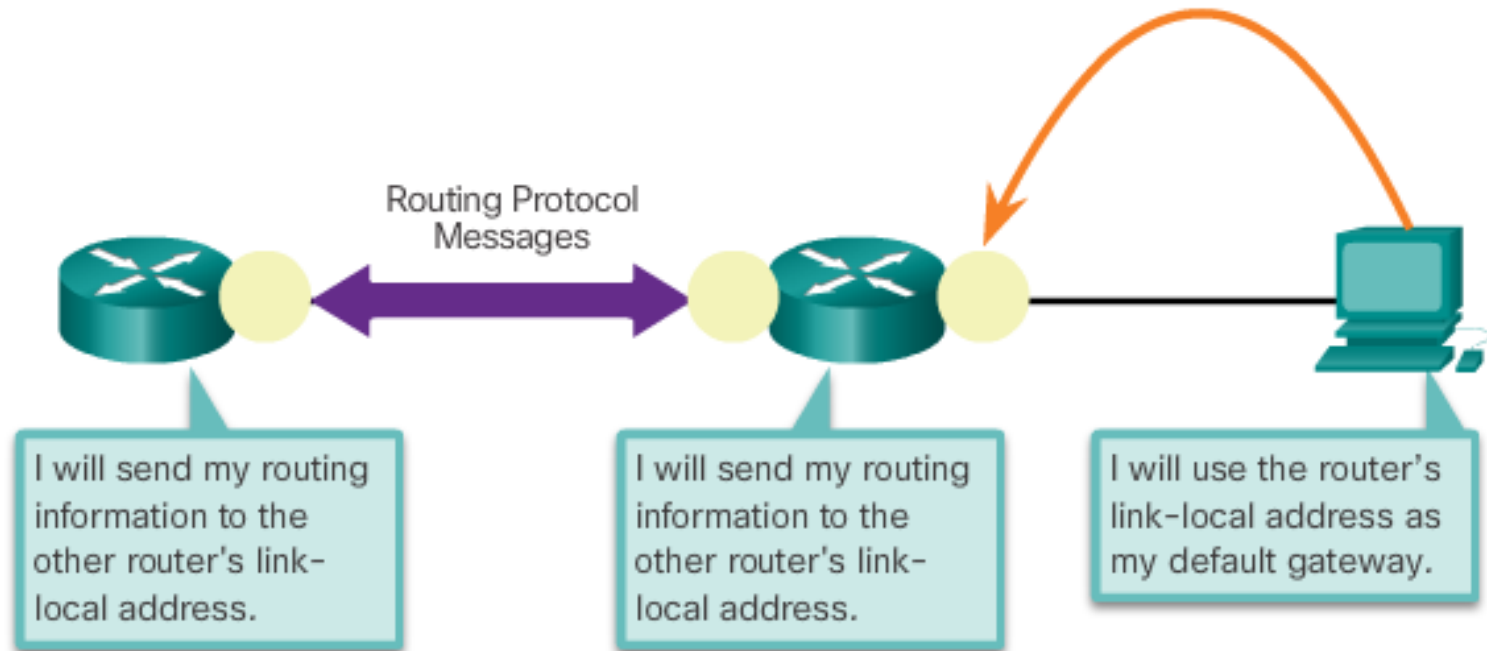 Routing Protocol
Messages
I will send my routing
information to the
other router's link-
local address.
I will send my routing
information to the
other router's link-
local address.
I will use the router's
link-local address as
my default gateway.